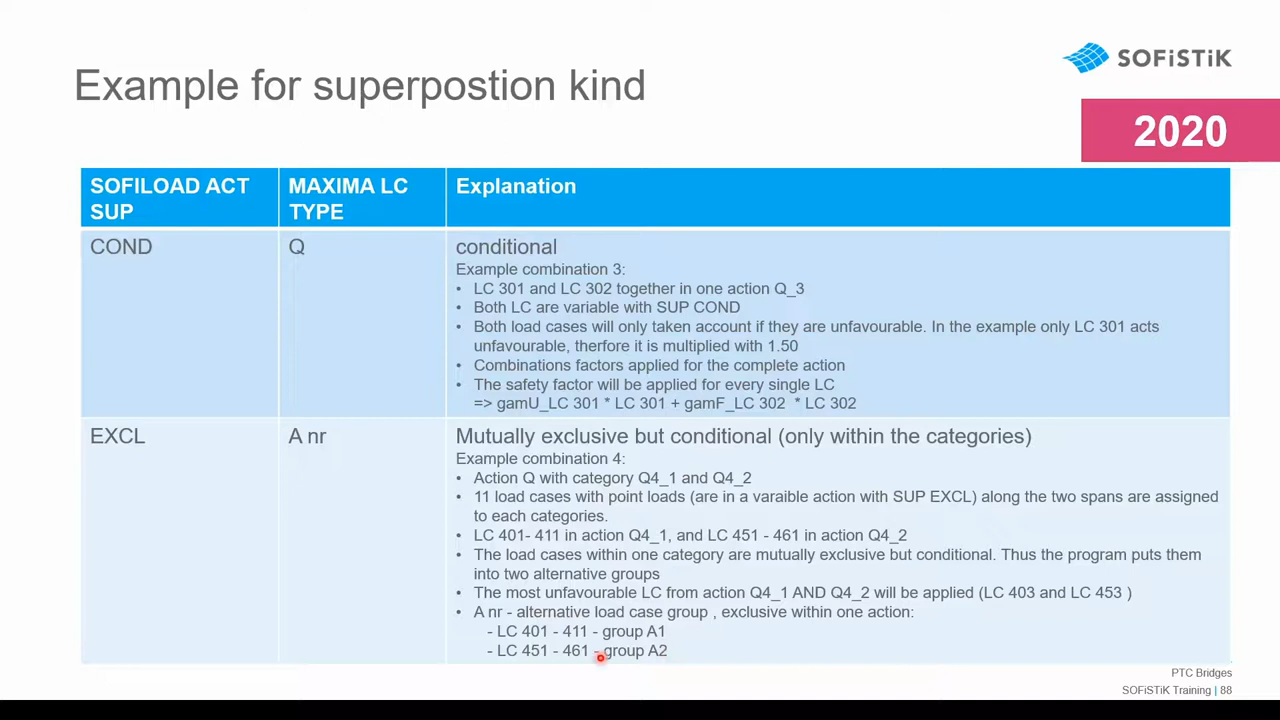 Example for superpostion kind
SOFiSTiK
2020
SOFILOAD ACT
SUP
MAXIMA LC
TYPE
Explanation
COND
Q
conditional
Example combination 3:
• LC 301 and LC 302 together in one action Q_3
• Both LC are variable with SUP COND
• Both load cases will only taken account if they are unfavourable. In the example only LC 301 acts
unfavourable, therfore it is multiplied with 1.50
• Combinations factors applied for the complete action
• The safety factor will be applied for every single LC
=> gamU_LC 301 * LC 301 + gamF_LC 302 * LC 302
EXCL
A nr
Mutually exclusive but conditional (only within the categories)
Example combination 4:
• Action Q with category Q4_1 and Q4_2
• 11 load cases with point loads (are in a varaible action with SUP EXCL) along the two spans are assigned
to each categories.
• LC 401- 411 in action Q4_1, and LC 451 - 461 in action Q4_2
• The load cases within one category are mutually exclusive but conditional. Thus the program puts them
into two alternative groups
• The most unfavourable LC from action Q4_1 AND Q4_2 will be applied (LC 403 and LC 453 )
• A nr - alternative load case group , exclusive within one action:
- LC 401 - 411 - group A1
- LC 451 - 461 - group A2
PTC Bridges
SOFiSTiK Training | 88